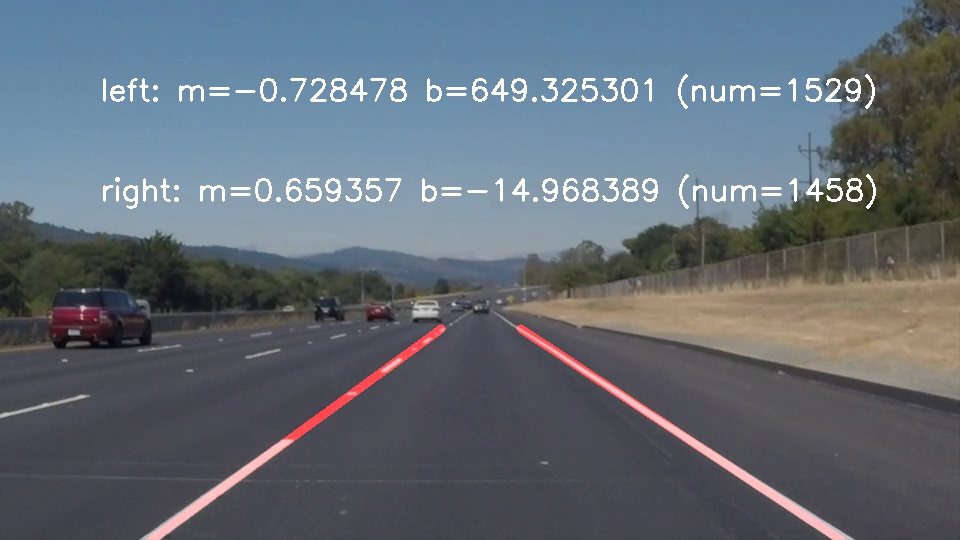 left: m=-0.728478 b=649.325301 (num=1529)
right: m=0.659357 b=-14.968389 (num=1458)